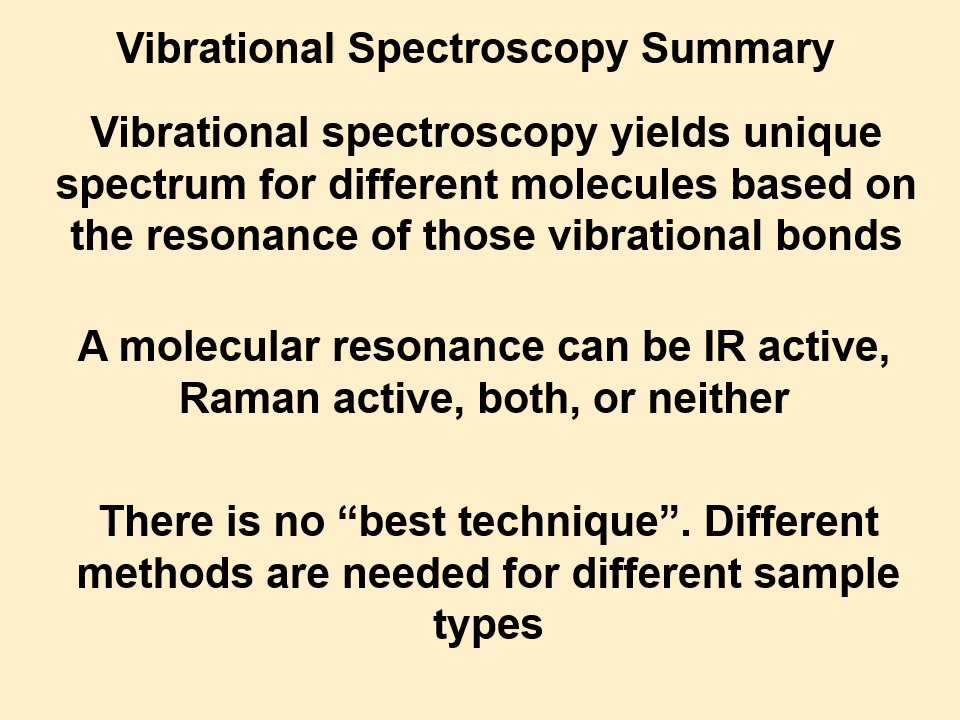 Vibrational Spectroscopy Summary
Vibrational spectroscopy yields unique
spectrum for different molecules based on
the resonance of those vibrational bonds
A molecular resonance can be IR active,
Raman active, both, or neither
There is no “best technique”. Different
methods are needed for different sample
types